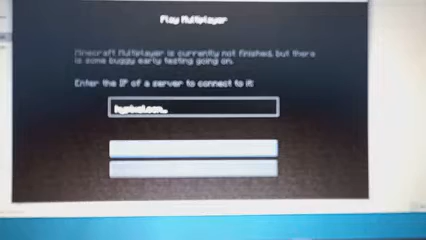 Play Multiplayer
Minecraft Multiplayer is currently not finished, but there
is some buggy early testing going on.
Enter the IP of a server to connect to it: